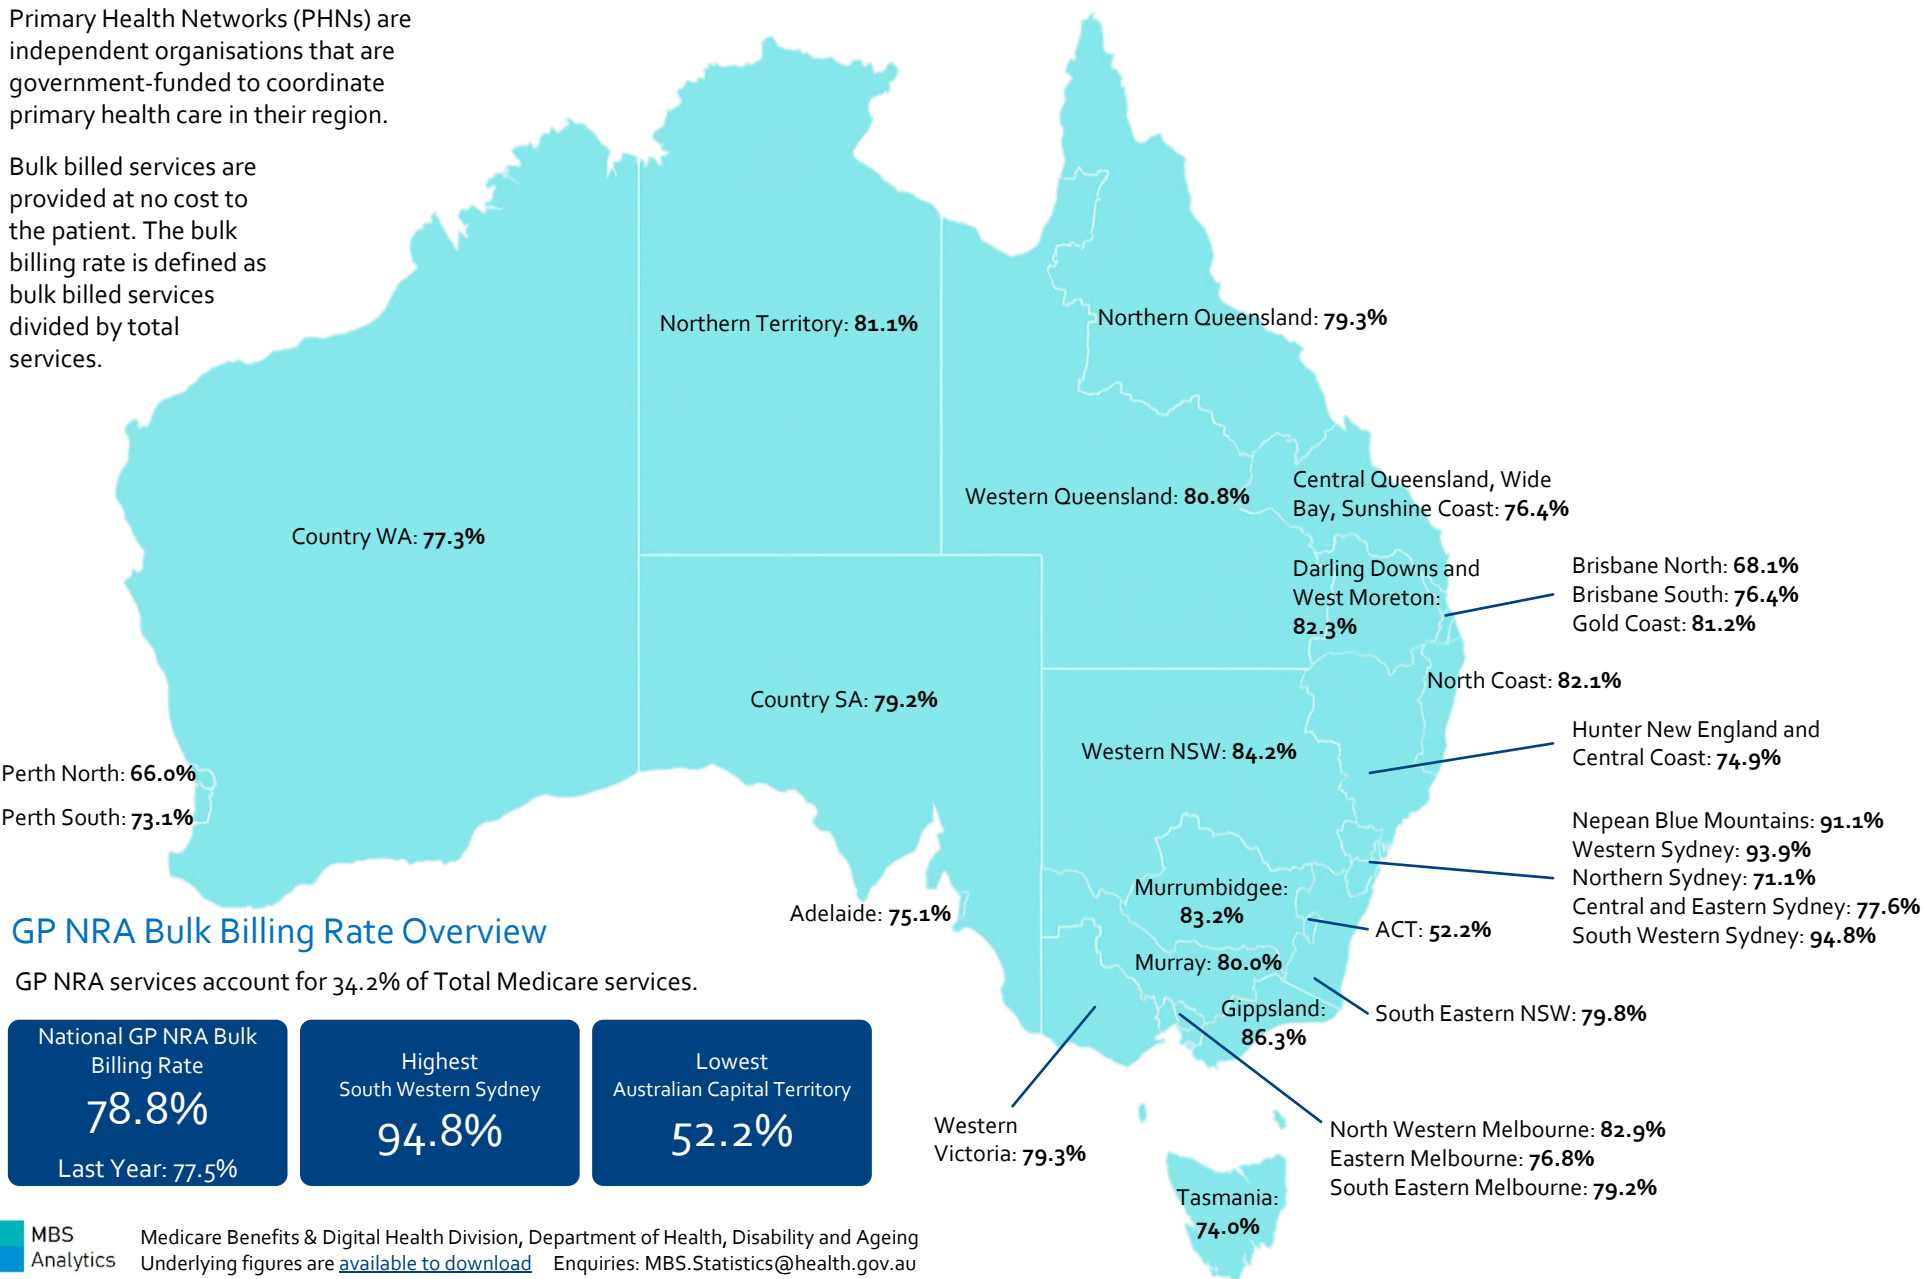 Primary Health Networks (PHNs) are
independent organisations that are
government-funded to coordinate
primary health care in their region.
Bulk billed services are
provided at no cost to
the patient. The bulk
billing rate is defined as
bulk billed services
divided by total
services.
Northern Territory: 81.1%
Northern Queensland: 79.3%
Western Queensland: 80.8%
Central Queensland, Wide
Bay, Sunshine Coast: 76.4%
Country WA: 77.3%
Darling Downs and
West Moreton:
82.3%
Brisbane North: 68.1%
Brisbane South: 76.4%
Gold Coast: 81.2%
North Coast: 82.1%
Country SA: 79.2%
Western NSW: 84.2%
Hunter New England and
Central Coast: 74.9%
Perth North: 66.0%
Perth South: 73.1%
Nepean Blue Mountains: 91.1%
Western Sydney: 93.9%
Northern Sydney: 71.1%
Central and Eastern Sydney: 77.6%
South Western Sydney: 94.8%
Murrumbidgee:
83.2%
Adelaide: 75.1%
ACT: 52.2%
Murray: 80.0%
Gippsland:
86.3%
South Eastern NSW: 79.8%
Western
Victoria: 79.3%
North Western Melbourne: 82.9%
Eastern Melbourne: 76.8%
South Eastern Melbourne: 79.2%
Tasmania:
74.0%
GP NRA Bulk Billing Rate Overview
GP NRA services account for 34.2% of Total Medicare services.
National GP NRA Bulk
Billing Rate
78.8%
Last Year: 77.5%
Highest
South Western Sydney
94.8%
Lowest
Australian Capital Territory
52.2%
MBS
Analytics
Medicare Benefits & Digital Health Division, Department of Health, Disability and Ageing
Underlying figures are available to download Enquiries: MBS.Statistics@health.gov.au